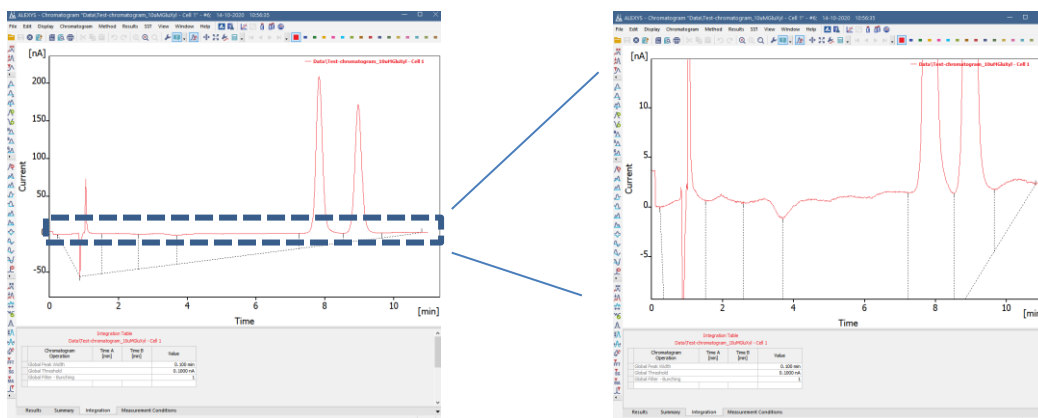 ALEXYS - Chromatogram "Data\Test-chromatogram_10uMGluXyl - Cell 1" - #6; 14-10-2020 10:56:35
File Edit Display Chromatogram Method Results SST View Window Help
[nA]
Data\Test-chromatogram_10uMGluXyl - Cell 1
200
150
100
50
0
-50
Current
0 2 4 6 8 10
[min]
Time
Integration Table
Data\Test-chromatogram_10uMGluXyl - Cell 1
Chromatogram Operation Time A [min] Time B [min] Value
Global Peak Width 0.100 min
Global Threshold 0.1000 nA
Global Filter - Bunching 1
Results Summary Integration Measurement Conditions
ALEXYS - Chromatogram "Data\Test-chromatogram_10uMGluXyl - Cell 1" - #6; 14-10-2020 10:56:35
File Edit Display Chromatogram Method Results SST View Window Help
[nA]
Data\Test-chromatogram_10uMGluXyl - Cell 1
10
5
0
-5
Current
0 2 4 6 8 10
[min]
Time
Integration Table
Data\Test-chromatogram_10uMGluXyl - Cell 1
Chromatogram Operation Time A [min] Time B [min] Value
Global Peak Width 0.100 min
Global Threshold 0.1000 nA
Global Filter - Bunching 1
Results Summary Integration Measurement Conditions